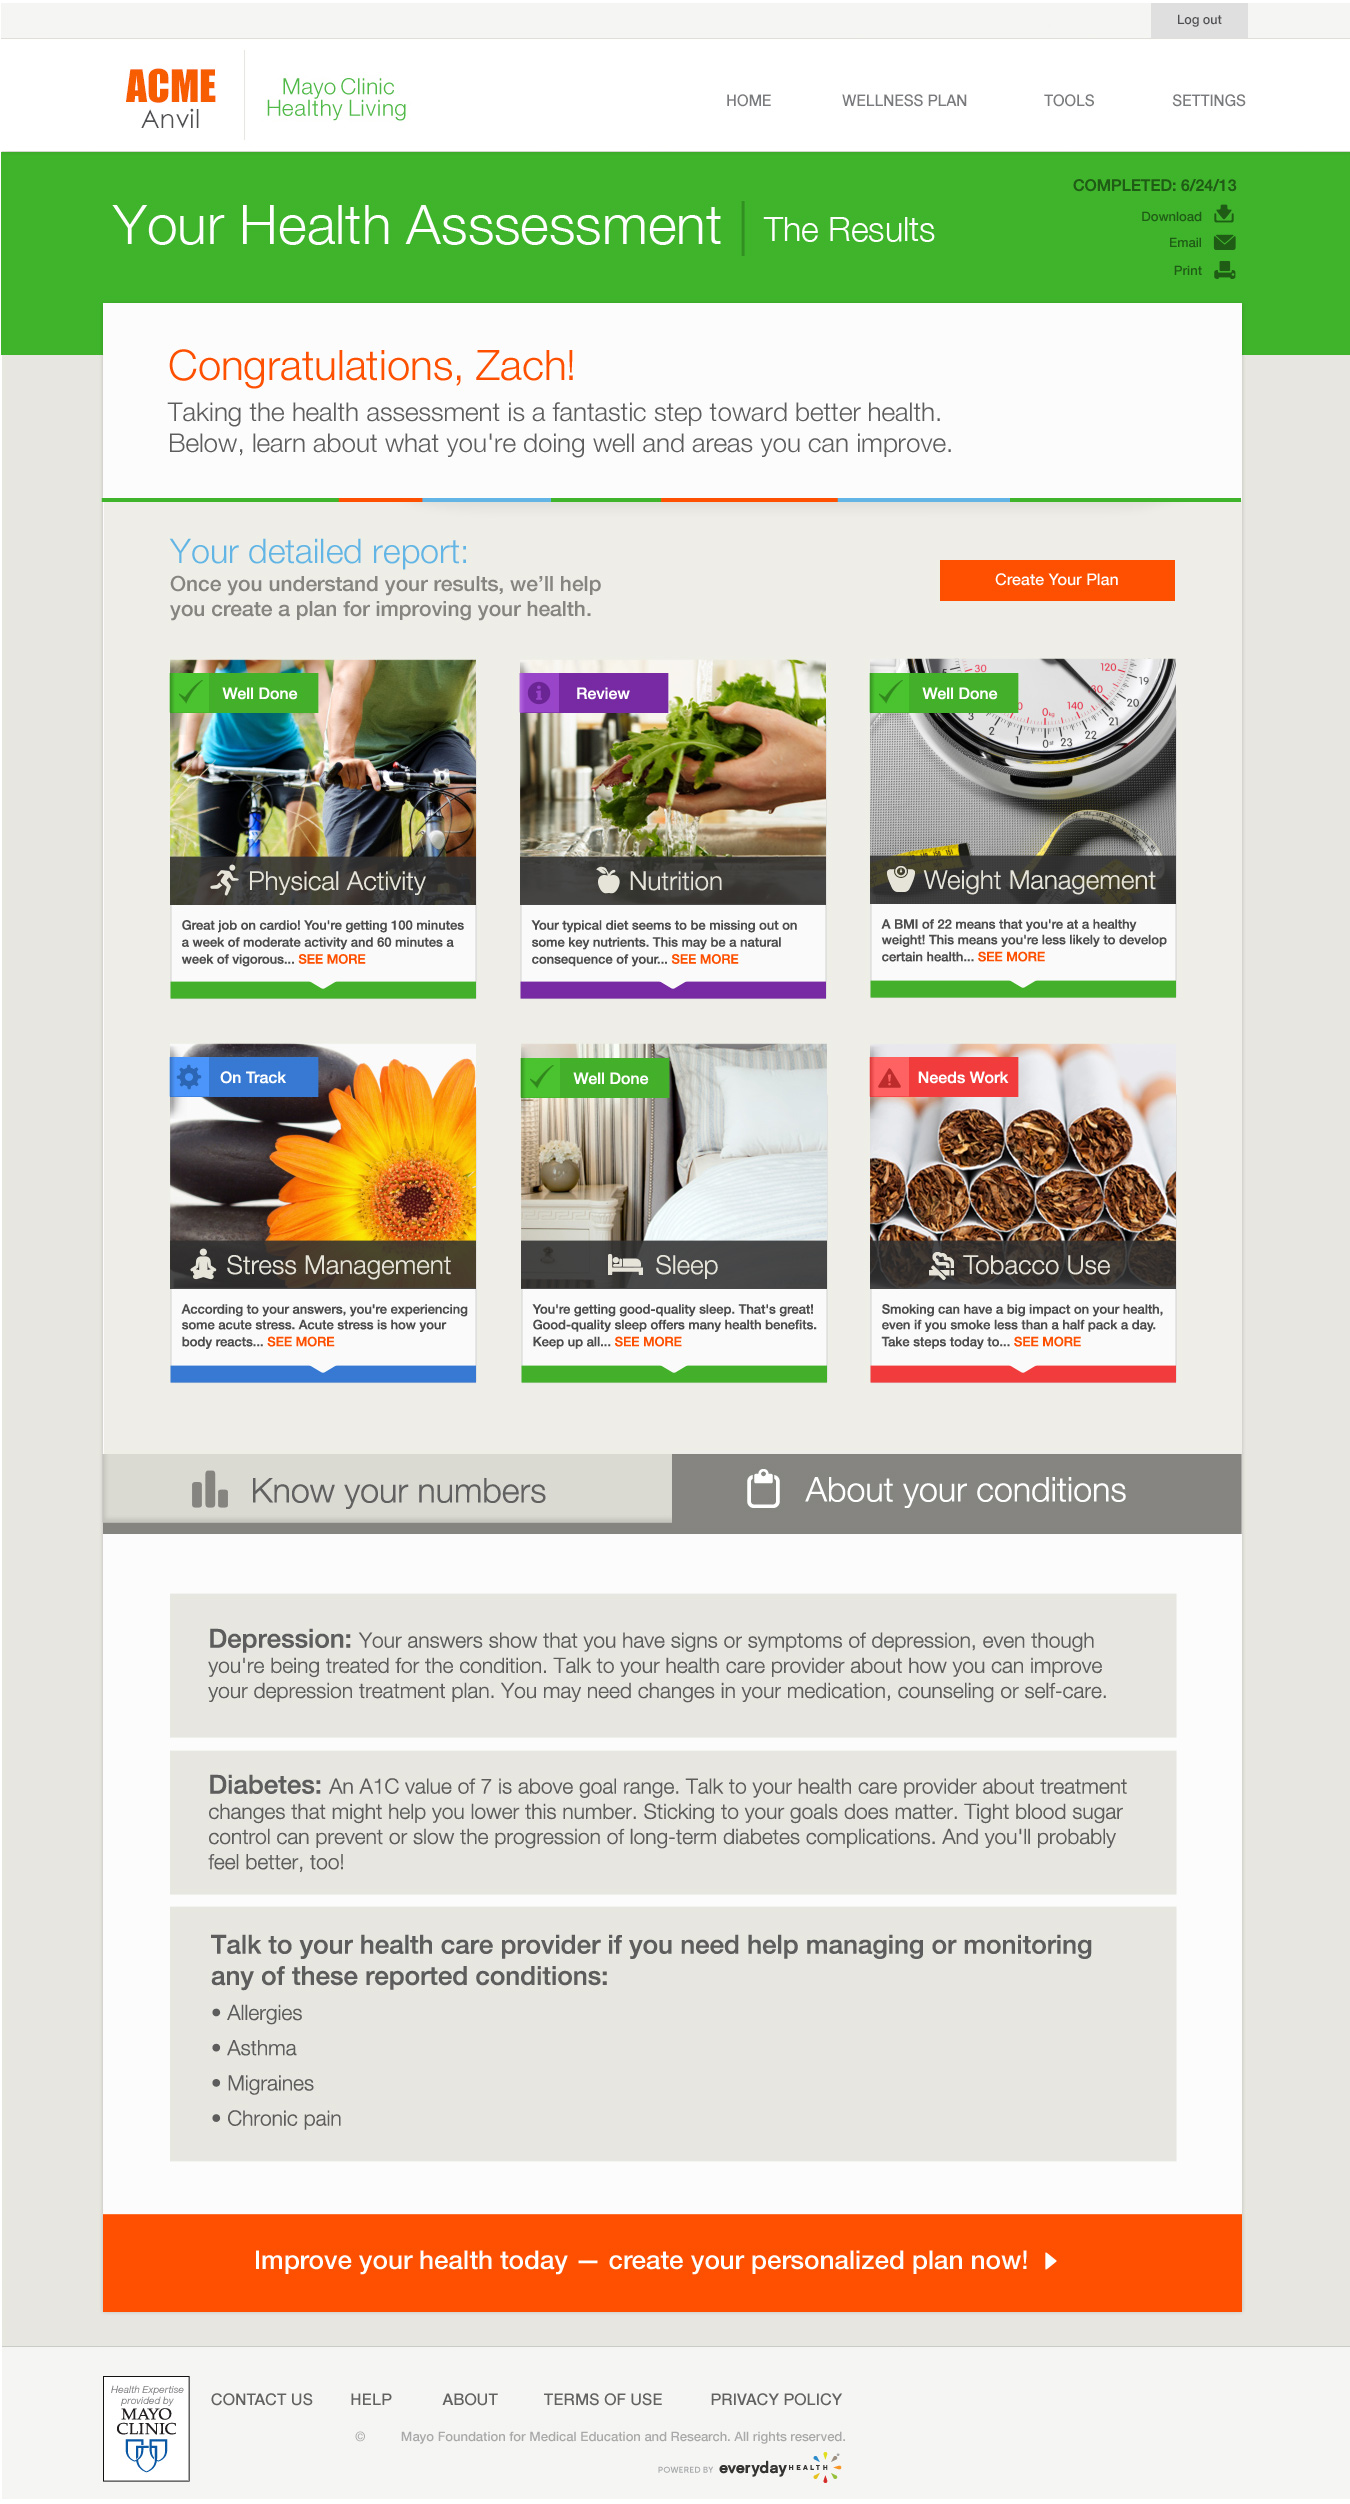 Log out
ACME
Anvil
Mayo Clinic
Healthy Living
HOME
WELLNESS PLAN
TOOLS
SETTINGS
Your Health Asssessment
The Results
COMPLETED: 6/24/13
Download
Email
Print
Congratulations, Zach!
Taking the health assessment is a fantastic step toward better health.
Below, learn about what you're doing well and areas you can improve.
Your detailed report:
Once you understand your results, we’ll help
you create a plan for improving your health.
Create Your Plan
Well Done
Physical Activity
Great job on cardio! You're getting 100 minutes
a week of moderate activity and 60 minutes a
week of vigorous... SEE MORE
Review
Nutrition
Your typical diet seems to be missing out on
some key nutrients. This may be a natural
consequence of your... SEE MORE
Well Done
Weight Management
A BMI of 22 means that you're at a healthy
weight! This means you're less likely to develop
certain health... SEE MORE
On Track
Stress Management
According to your answers, you're experiencing
some acute stress. Acute stress is how your
body reacts... SEE MORE
Well Done
Sleep
You're getting good-quality sleep. That's great!
Good-quality sleep offers many health benefits.
Keep up all... SEE MORE
Needs Work
Tobacco Use
Smoking can have a big impact on your health,
even if you smoke less than a half pack a day.
Take steps today to... SEE MORE
Know your numbers
About your conditions
Depression: Your answers show that you have signs or symptoms of depression, even though
you're being treated for the condition. Talk to your health care provider about how you can improve
your depression treatment plan. You may need changes in your medication, counseling or self-care.
Diabetes: An A1C value of 7 is above goal range. Talk to your health care provider about treatment
changes that might help you lower this number. Sticking to your goals does matter. Tight blood sugar
control can prevent or slow the progression of long-term diabetes complications. And you'll probably
feel better, too!
Talk to your health care provider if you need help managing or monitoring
any of these reported conditions:
• Allergies
• Asthma
• Migraines
• Chronic pain
Improve your health today — create your personalized plan now!
Health Expertise
provided by
MAYO
CLINIC
CONTACT US
HELP
ABOUT
TERMS OF USE
PRIVACY POLICY
© Mayo Foundation for Medical Education and Research. All rights reserved.
POWERED BY everydayHEALTH